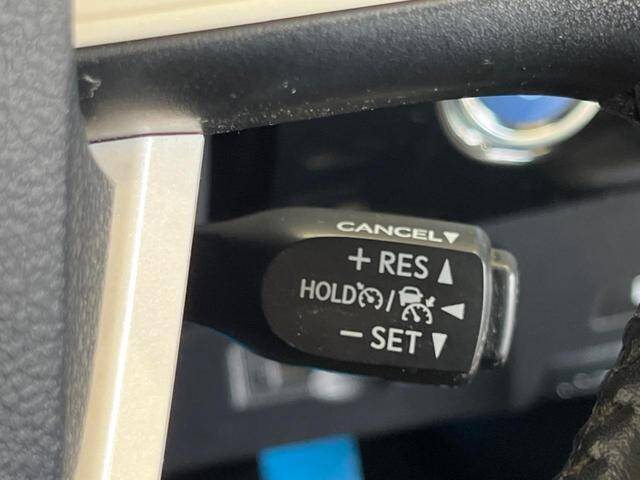 CANCEL▼
+ RES ▲
HOLD / ◀
− SET ▼